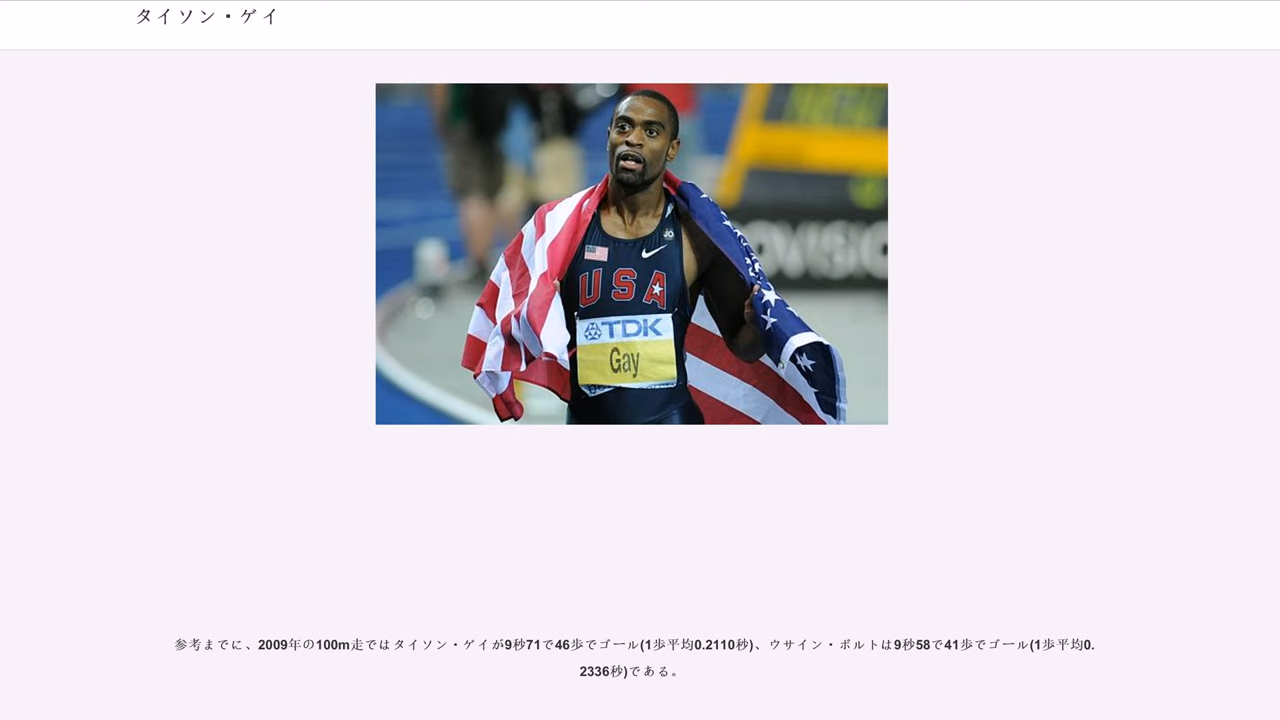 タイソン・ゲイ
JO
USA
TDK
Gay
参考までに、2009年の100m走ではタイソン・ゲイが9秒71で46歩でゴール(1歩平均0.2110秒)、ウサイン・ボルトは9秒58で41歩でゴール(1歩平均0.
2336秒)である。